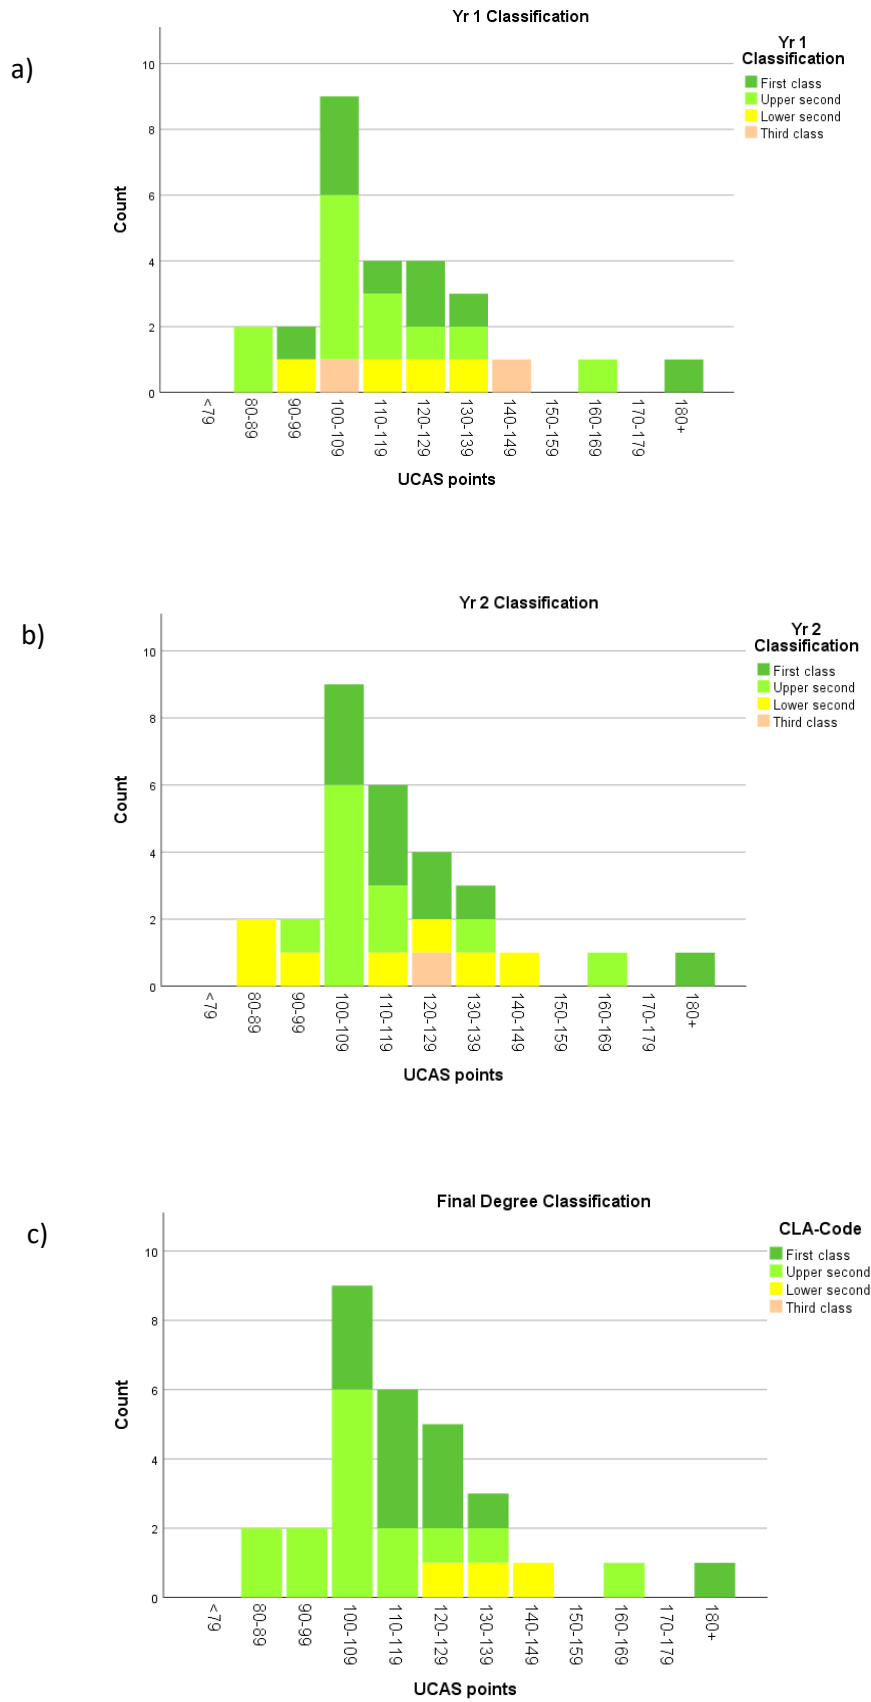 a)
Yr 1 Classification
Yr 1
Classification
First class
Upper second
Lower second
Third class
Count
10
8
6
4
2
0
<79
80-89
90-99
100-109
110-119
120-129
130-139
140-149
150-159
160-169
170-179
180+
UCAS points
b)
Yr 2 Classification
Yr 2
Classification
First class
Upper second
Lower second
Third class
Count
10
8
6
4
2
0
<79
80-89
90-99
100-109
110-119
120-129
130-139
140-149
150-159
160-169
170-179
180+
UCAS points
c)
Final Degree Classification
CLA-Code
First class
Upper second
Lower second
Third class
Count
10
8
6
4
2
0
<79
80-89
90-99
100-109
110-119
120-129
130-139
140-149
150-159
160-169
170-179
180+
UCAS points